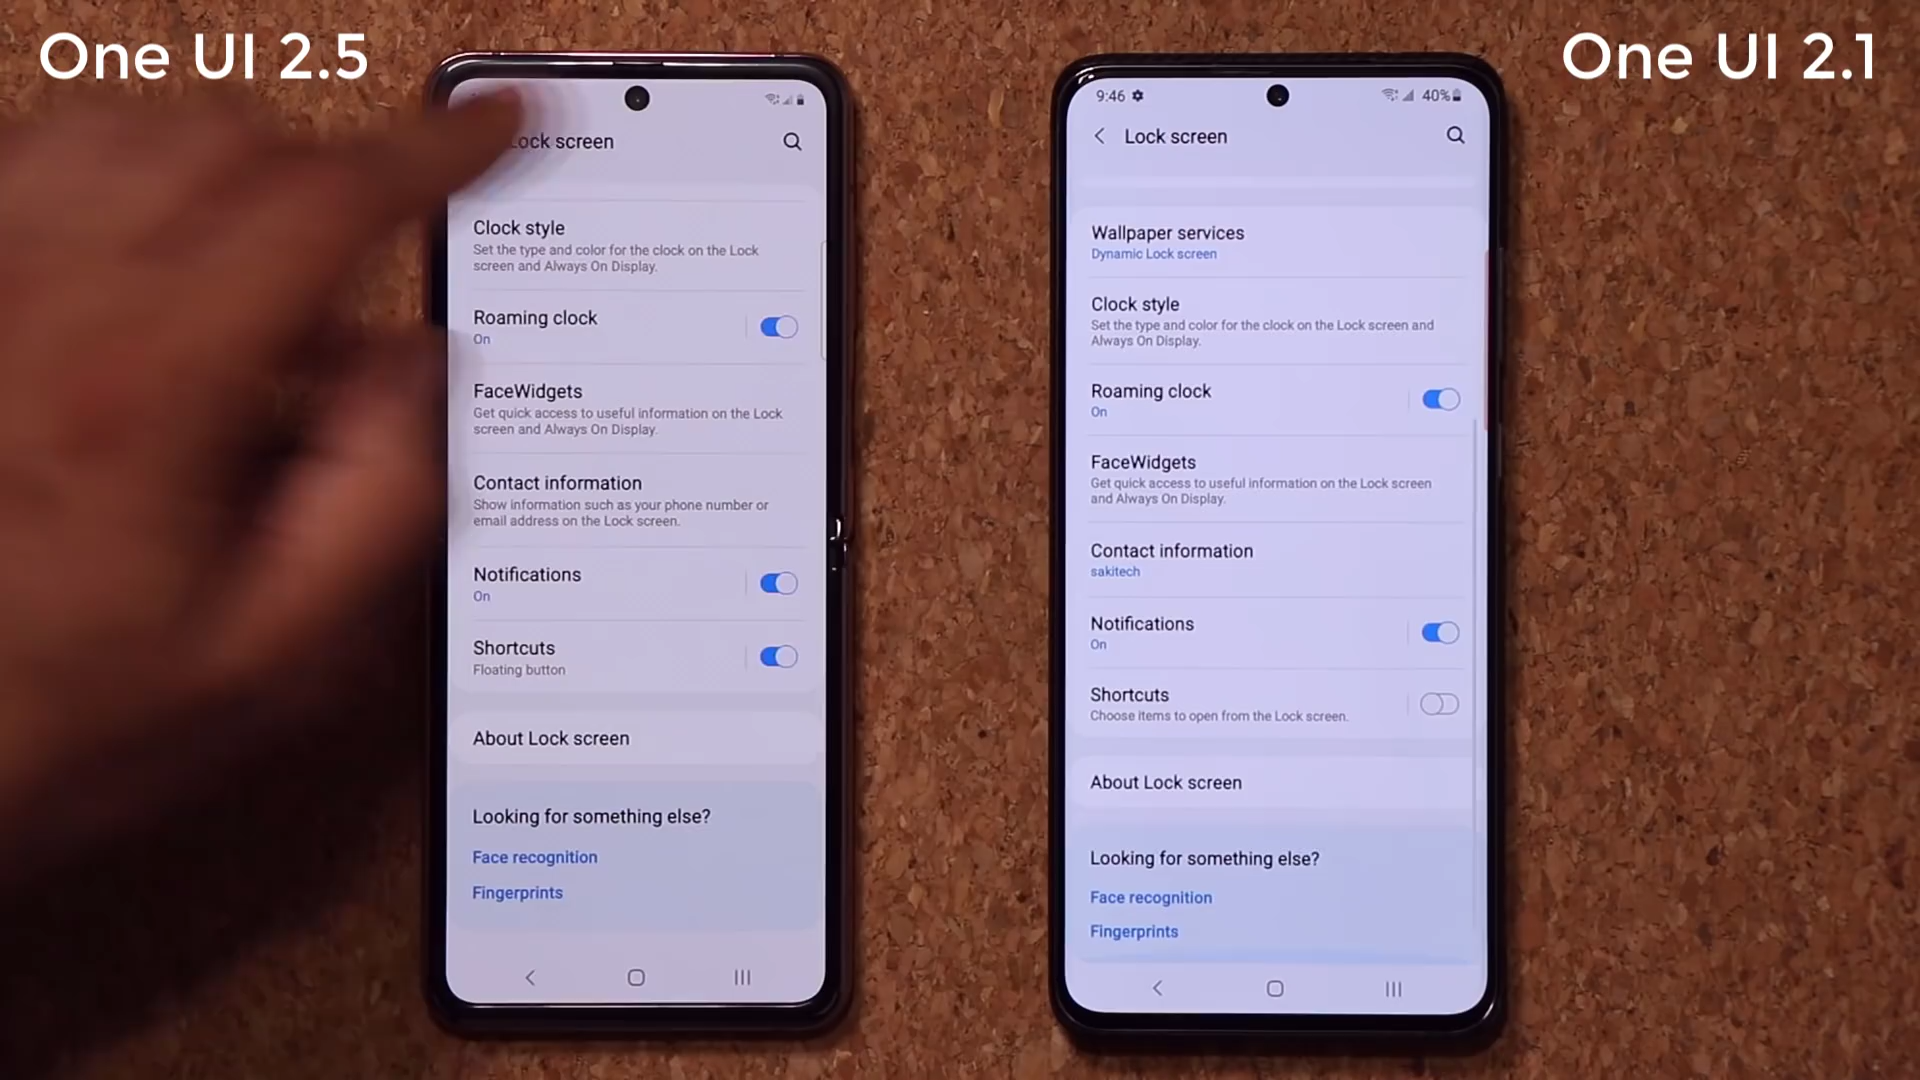 One UI 2.5
Lock screen
Clock style
Set the type and color for the clock on the Lock
screen and Always On Display.
Roaming clock
On
FaceWidgets
Get quick access to useful information on the Lock
screen and Always On Display.
Contact information
Show information such as your phone number or
email address on the Lock screen.
Notifications
On
Shortcuts
Floating button
About Lock screen
Looking for something else?
Face recognition
Fingerprints
One UI 2.1
9:46
40%
Lock screen
Wallpaper services
Dynamic Lock screen
Clock style
Set the type and color for the clock on the Lock screen and
Always On Display.
Roaming clock
On
FaceWidgets
Get quick access to useful information on the Lock screen
and Always On Display.
Contact information
sakitech
Notifications
On
Shortcuts
Choose items to open from the Lock screen.
About Lock screen
Looking for something else?
Face recognition
Fingerprints